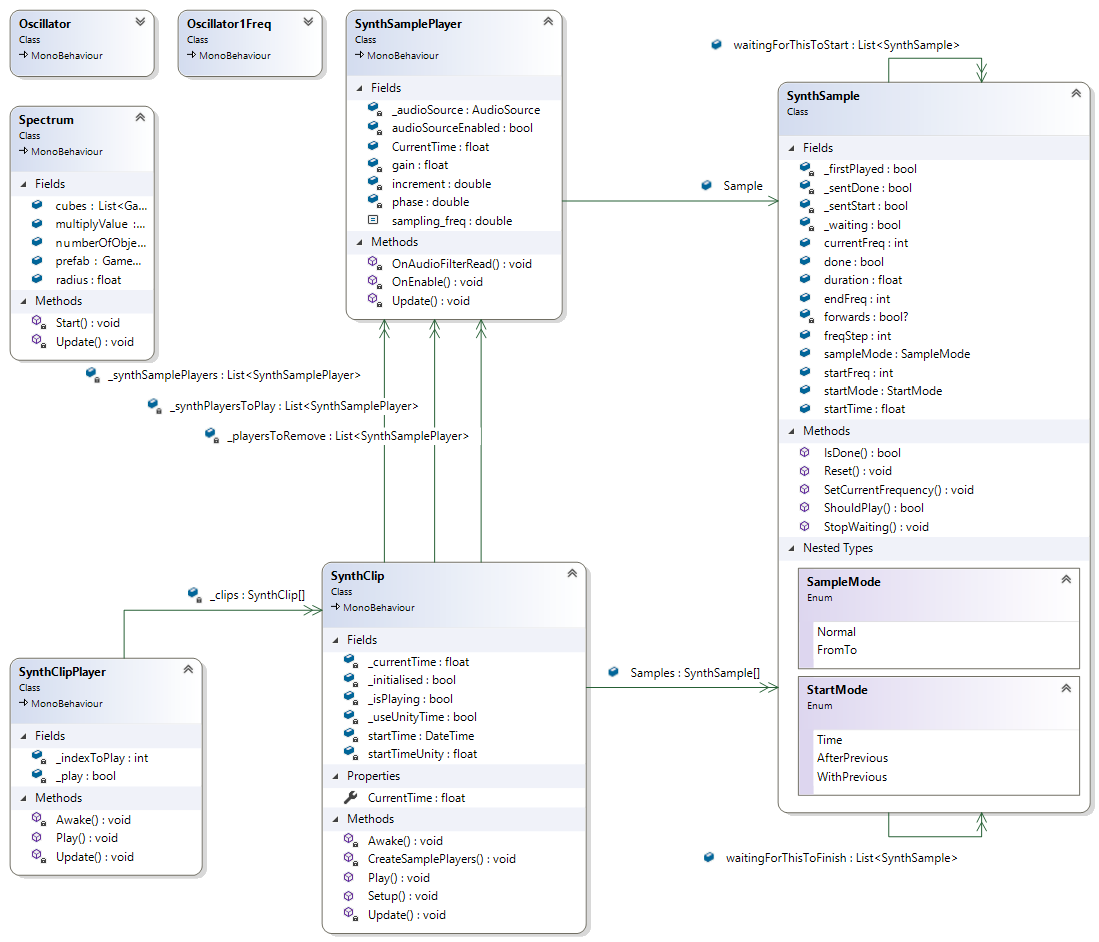 Oscillator
Class
MonoBehaviour
Oscillator1Freq
Class
MonoBehaviour
SynthSamplePlayer
Class
MonoBehaviour
Fields
_audioSource : AudioSource
audioSourceEnabled : bool
CurrentTime : float
gain : float
increment : double
phase : double
sampling_freq : double
Methods
OnAudioFilterRead() : void
OnEnable() : void
Update() : void
Spectrum
Class
MonoBehaviour
Fields
cubes : List<Ga...
multiplyValue :...
numberOfObje...
prefab : Game...
radius : float
Methods
Start() : void
Update() : void
waitingForThisToStart : List<SynthSample>
Sample
SynthSample
Class
Fields
_firstPlayed : bool
_sentDone : bool
_sentStart : bool
_waiting : bool
currentFreq : int
done : bool
duration : float
endFreq : int
forwards : bool?
freqStep : int
sampleMode : SampleMode
startFreq : int
startMode : StartMode
startTime : float
Methods
IsDone() : bool
Reset() : void
SetCurrentFrequency() : void
ShouldPlay() : bool
StopWaiting() : void
Nested Types
SampleMode
Enum
Normal
FromTo
StartMode
Enum
Time
AfterPrevious
WithPrevious
_synthSamplePlayers : List<SynthSamplePlayer>
_synthPlayersToPlay : List<SynthSamplePlayer>
_playersToRemove : List<SynthSamplePlayer>
_clips : SynthClip[]
SynthClip
Class
MonoBehaviour
Fields
_currentTime : float
_initialised : bool
_isPlaying : bool
_useUnityTime : bool
startTime : DateTime
startTimeUnity : float
Properties
CurrentTime : float
Methods
Awake() : void
CreateSamplePlayers() : void
Play() : void
Setup() : void
Update() : void
Samples : SynthSample[]
SynthClipPlayer
Class
MonoBehaviour
Fields
_indexToPlay : int
_play : bool
Methods
Awake() : void
Play() : void
Update() : void
waitingForThisToFinish : List<SynthSample>